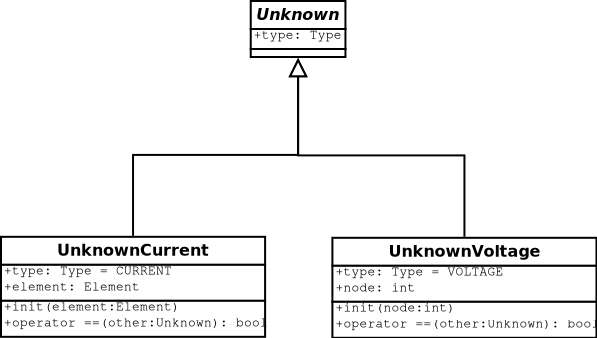 Unknown
+type: Type
UnknownCurrent
+type: Type = CURRENT
+element: Element
+init(element:Element)
+operator ==(other:Unknown): bool
UnknownVoltage
+type: Type = VOLTAGE
+node: int
+init(node:int)
+operator ==(other:Unknown): bool